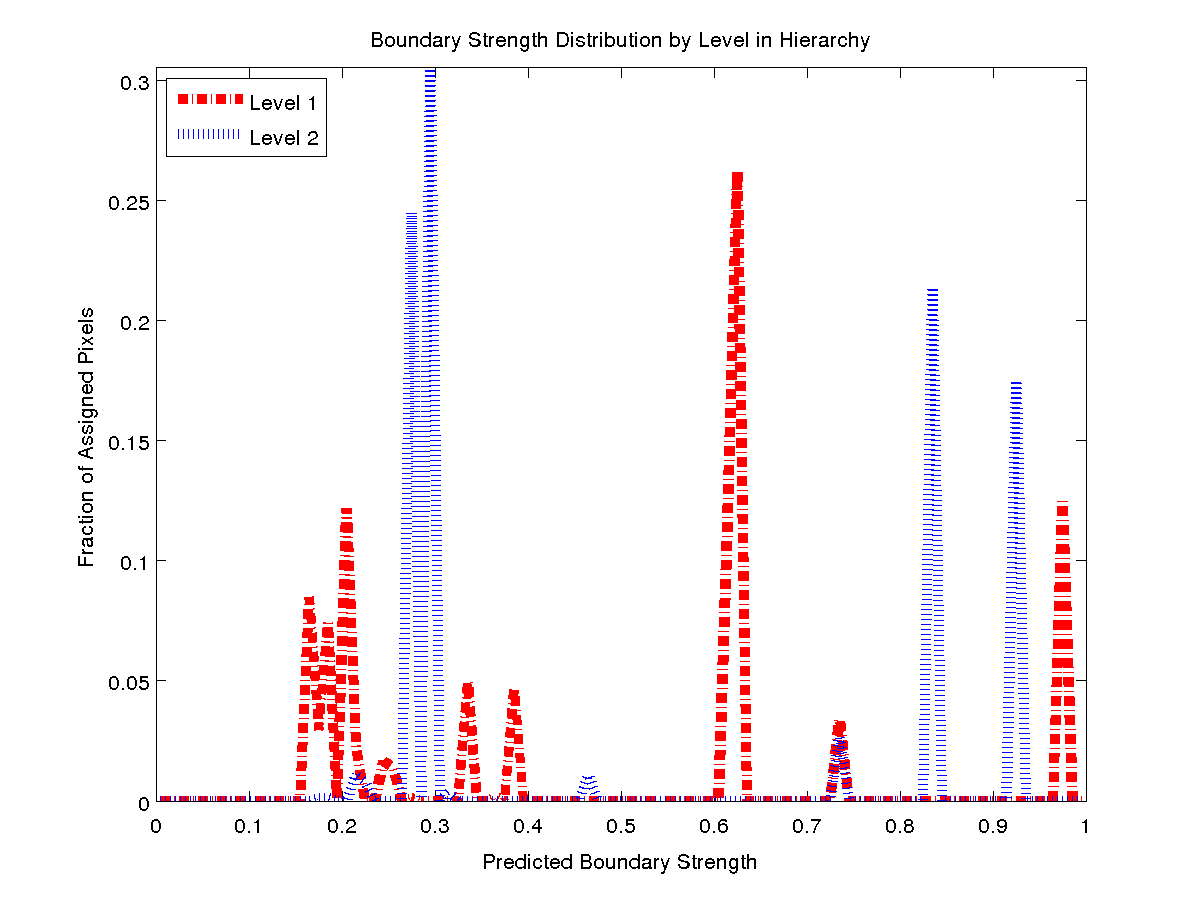 Boundary Strength Distribution by Level in Hierarchy
Level 1
Level 2
0.3
0.25
0.2
0.15
0.1
0.05
0
Fraction of Assigned Pixels
0 0.1 0.2 0.3 0.4 0.5 0.6 0.7 0.8 0.9 1
Predicted Boundary Strength